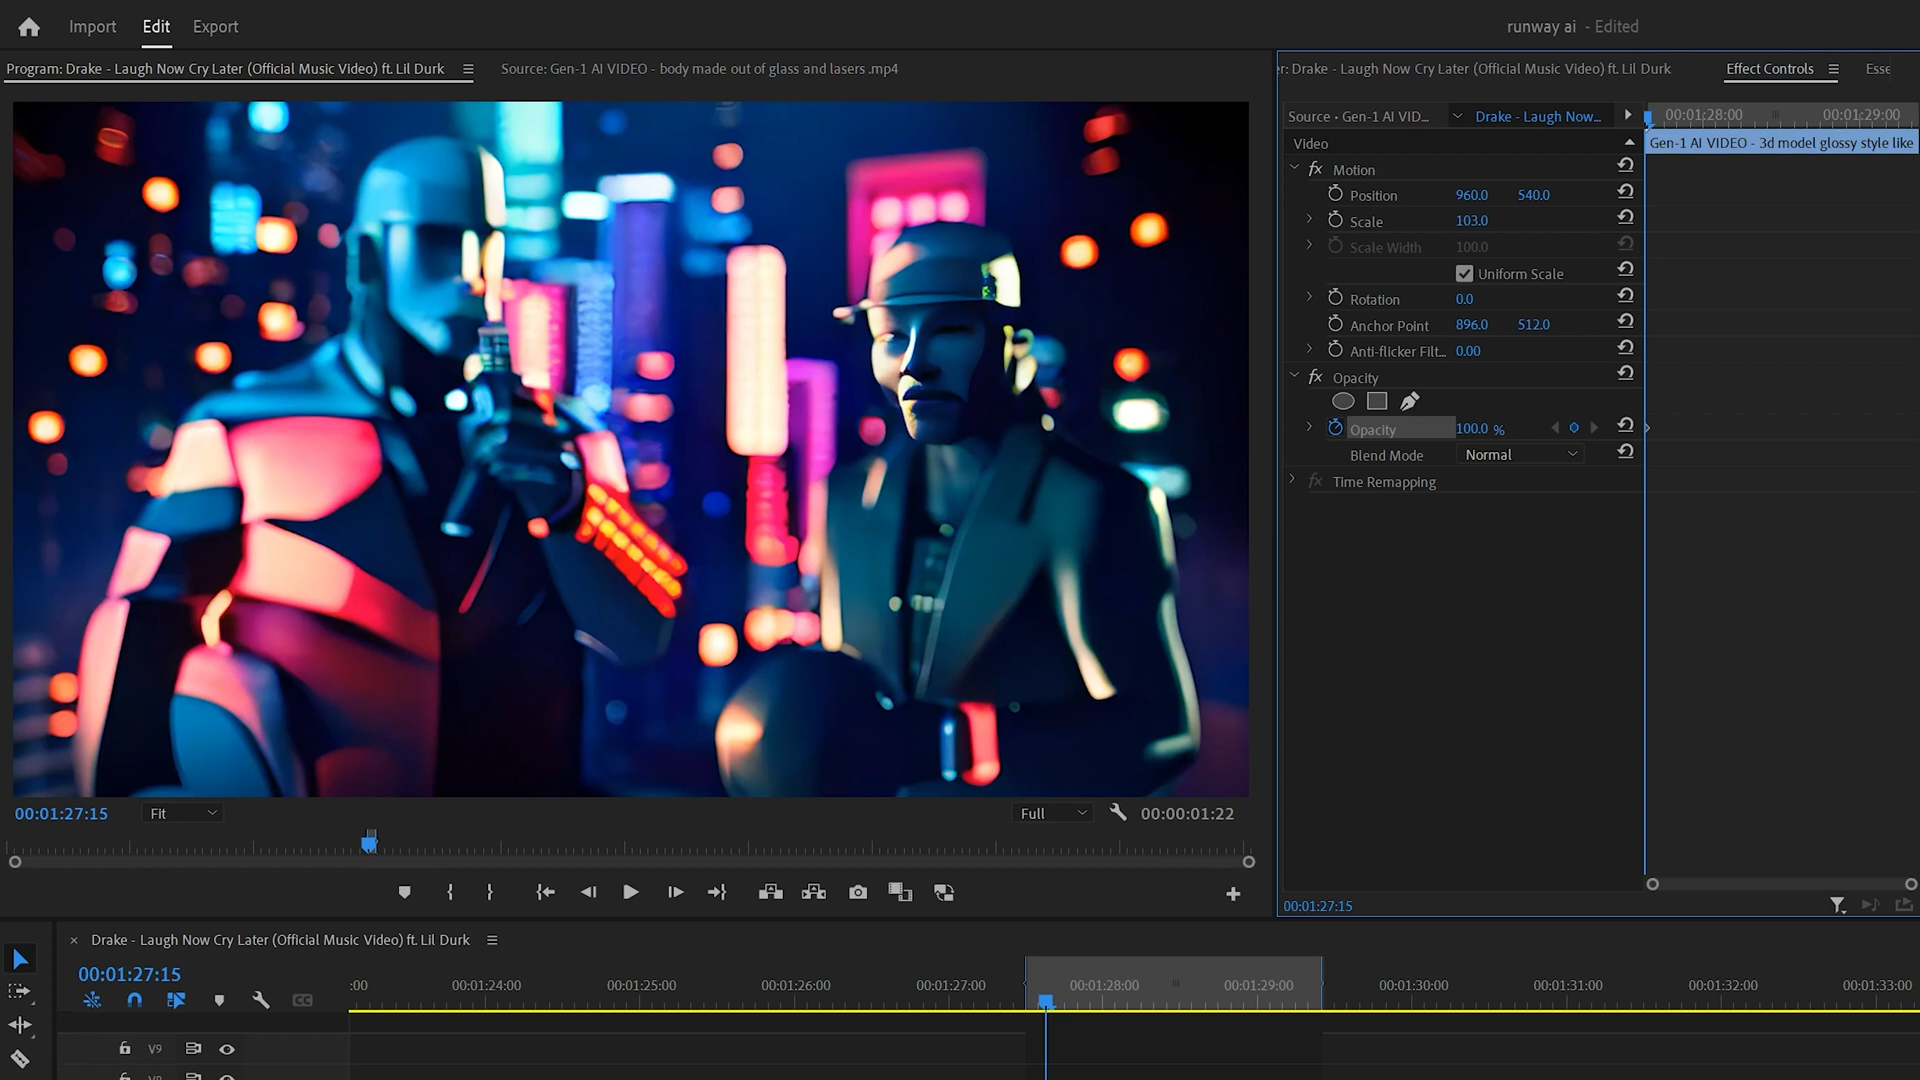 Import Edit Export
runway ai - Edited
Program: Drake - Laugh Now Cry Later (Official Music Video) ft. Lil Durk
Source: Gen-1 AI VIDEO - body made out of glass and lasers .mp4
r: Drake - Laugh Now Cry Later (Official Music Video) ft. Lil Durk
Effect Controls
Esse
Source • Gen-1 AI VID...
Drake - Laugh Now...
00:01:28:00
00:01:29:00
Video
Gen-1 AI VIDEO - 3d model glossy style like
fx Motion
Position 960.0 540.0
Scale 103.0
Scale Width 100.0
Uniform Scale
Rotation 0.0
Anchor Point 896.0 512.0
Anti-flicker Filt... 0.00
fx Opacity
Opacity 100.0 %
Blend Mode Normal
fx Time Remapping
00:01:27:15
Fit
Full
00:00:01:22
00:01:27:15
× Drake - Laugh Now Cry Later (Official Music Video) ft. Lil Durk
00:01:27:15
:00 00:01:24:00 00:01:25:00 00:01:26:00 00:01:27:00 00:01:28:00 00:01:29:00 00:01:30:00 00:01:31:00 00:01:32:00 00:01:33:00
CC
V9